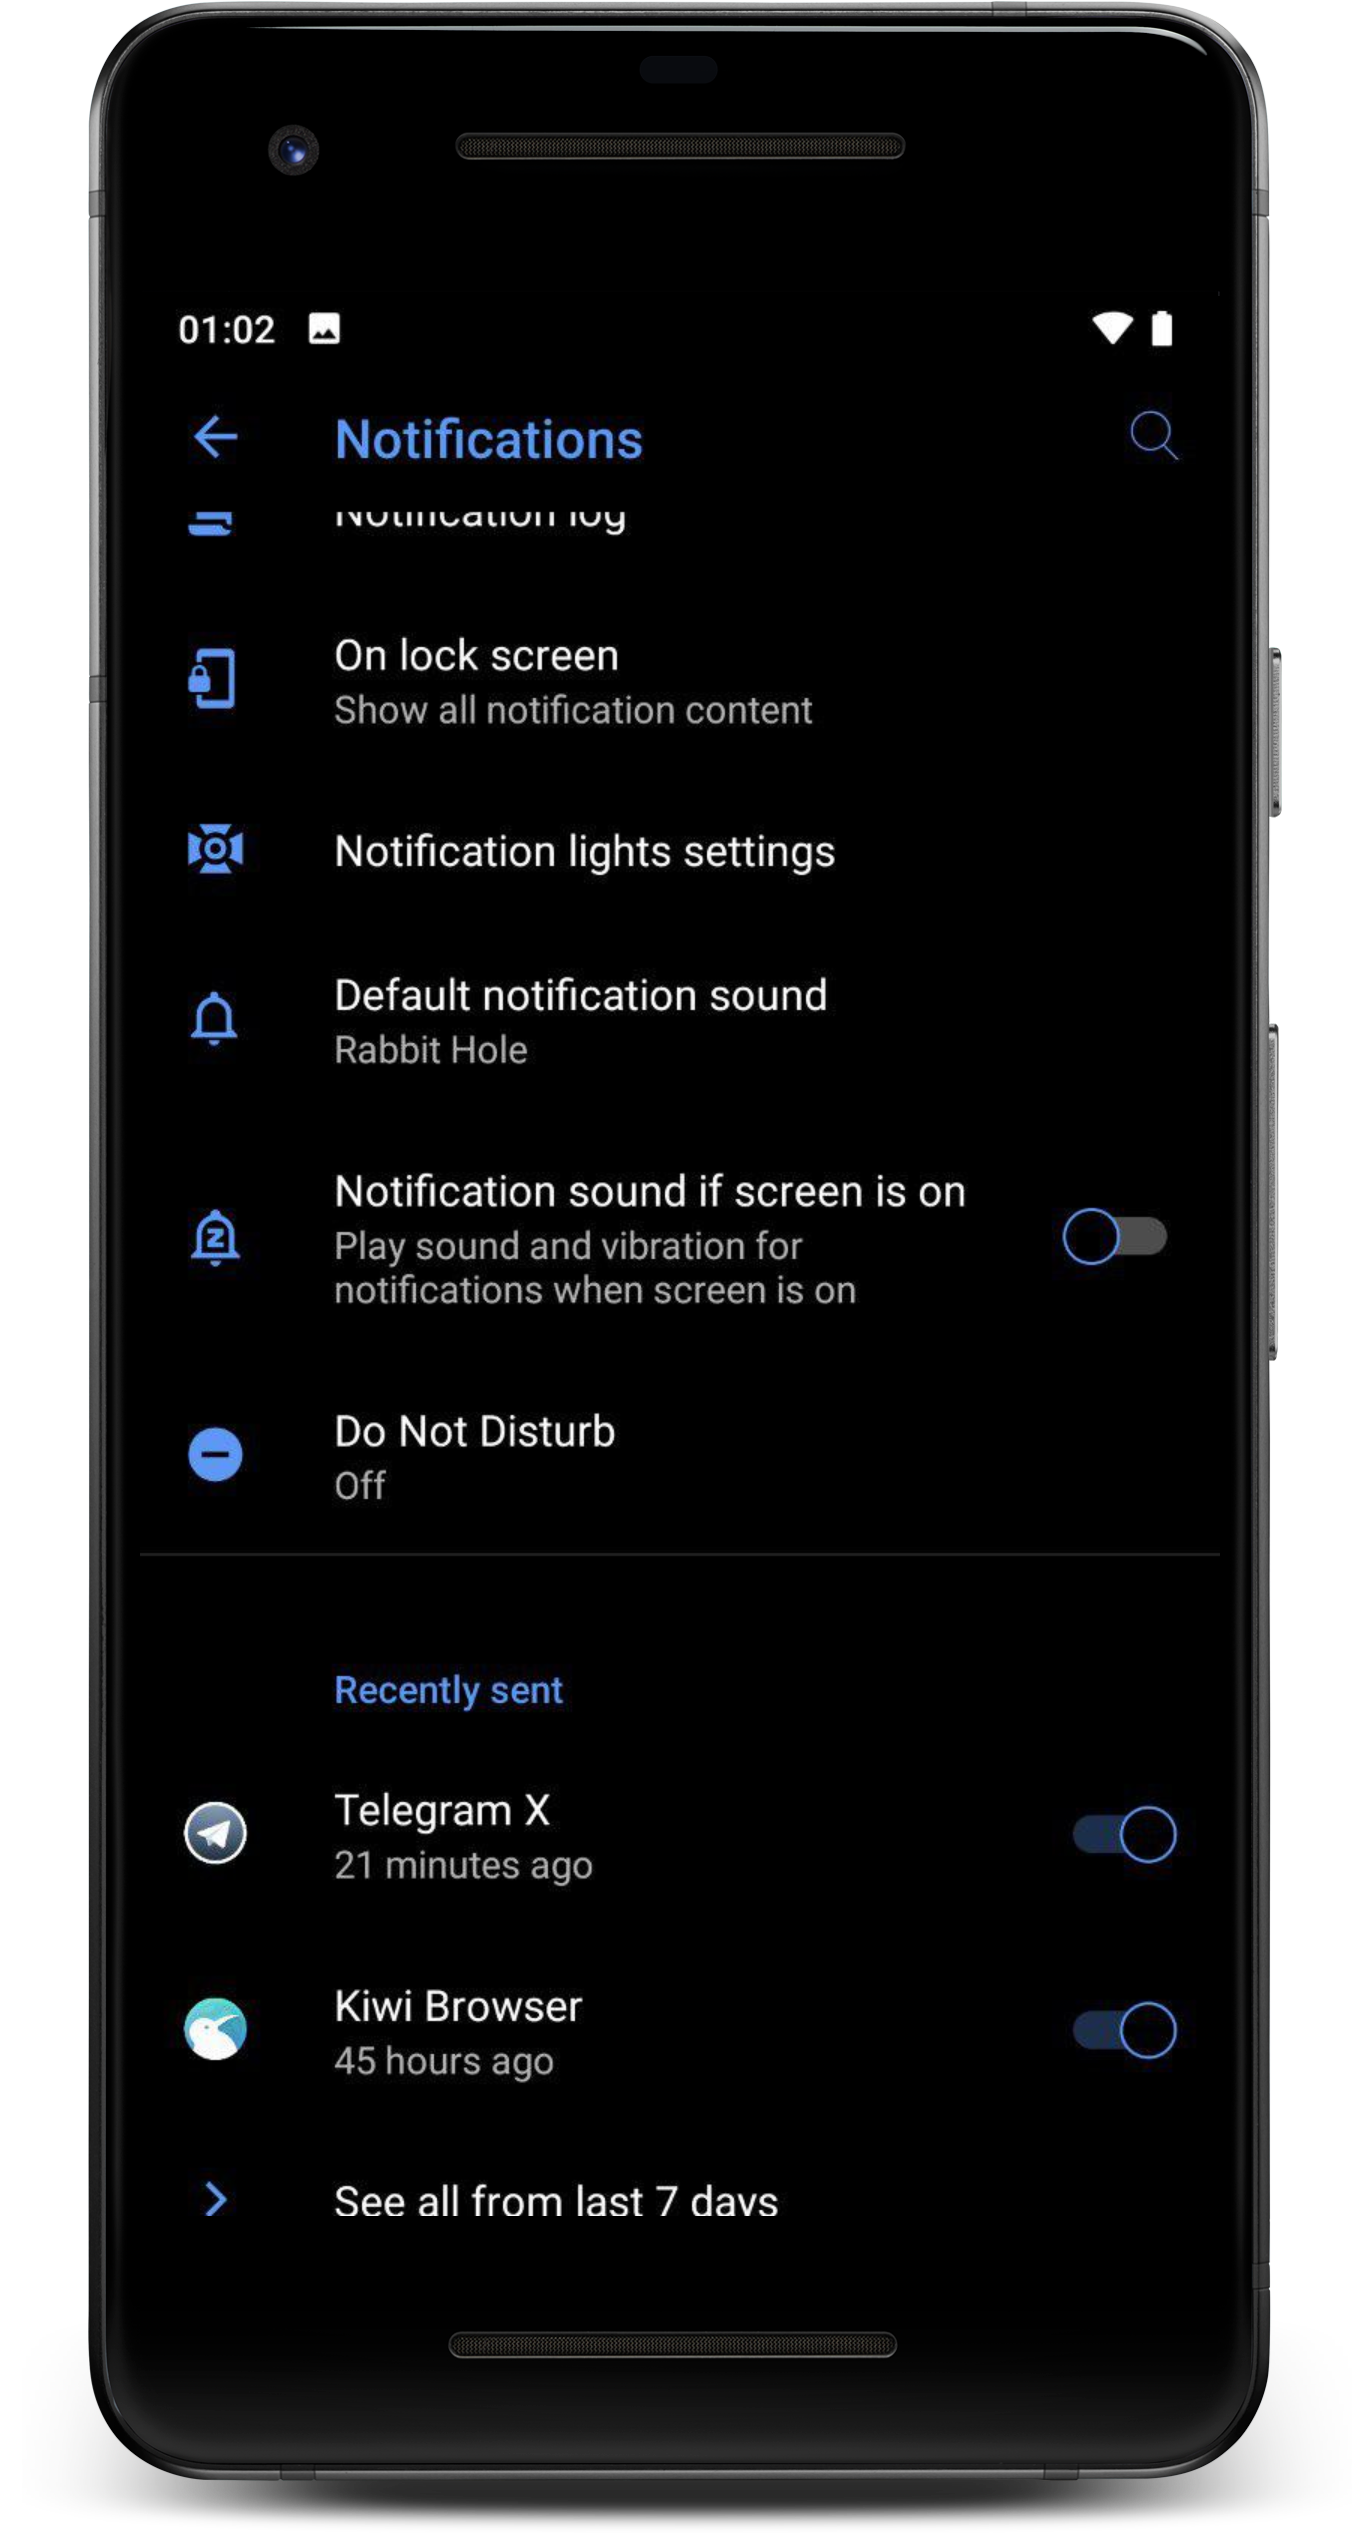 01:02
Notifications
Notification log
On lock screen
Show all notification content
Notification lights settings
Default notification sound
Rabbit Hole
Notification sound if screen is on
Play sound and vibration for
notifications when screen is on
Do Not Disturb
Off
Recently sent
Telegram X
21 minutes ago
Kiwi Browser
45 hours ago
See all from last 7 days